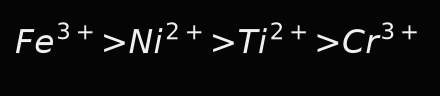 Fe³⁺ >Ni²⁺ >Ti²⁺ >Cr³⁺